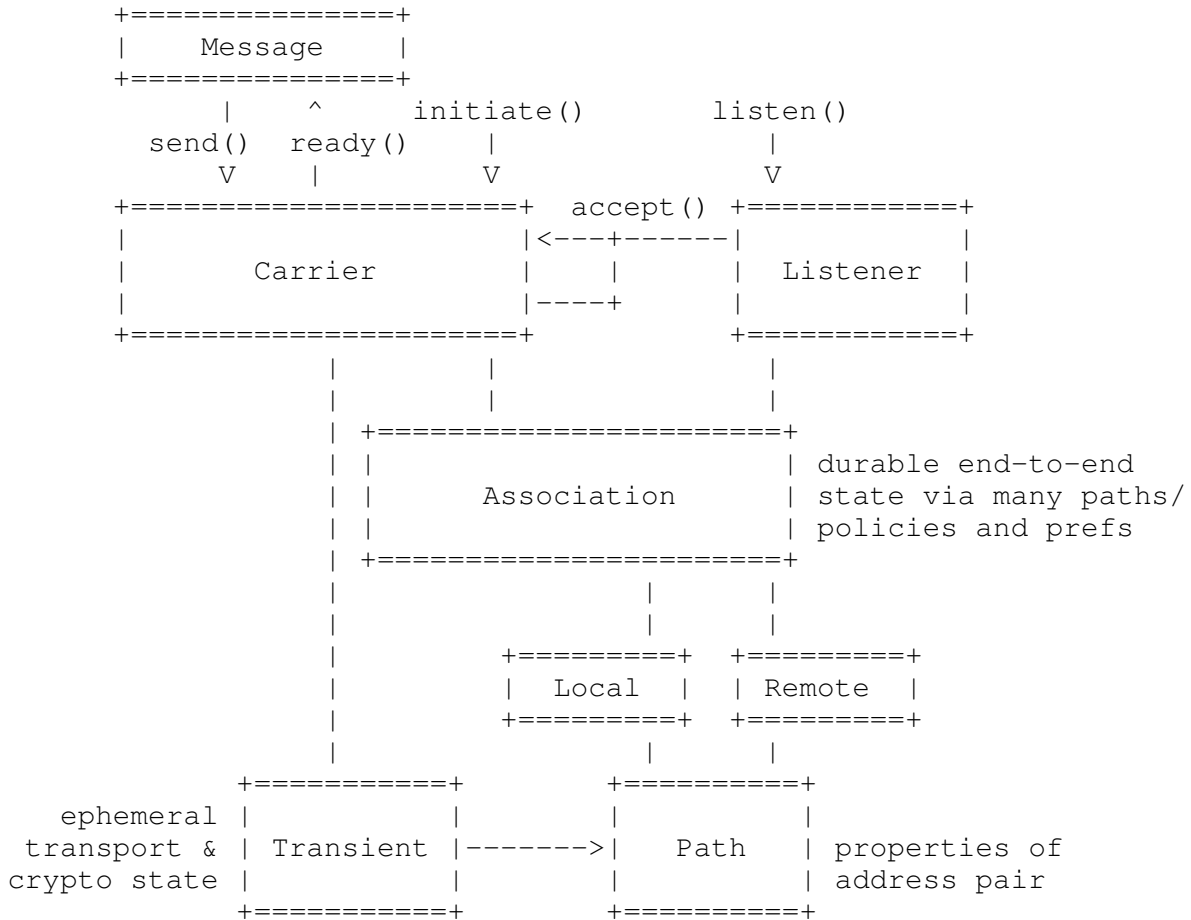 Message
initiate() listen()
send() ready()
accept()
Carrier Listener
durable end-to-end
Association state via many paths/
policies and prefs
Local Remote
ephemeral
transport & Transient Path properties of
crypto state address pair